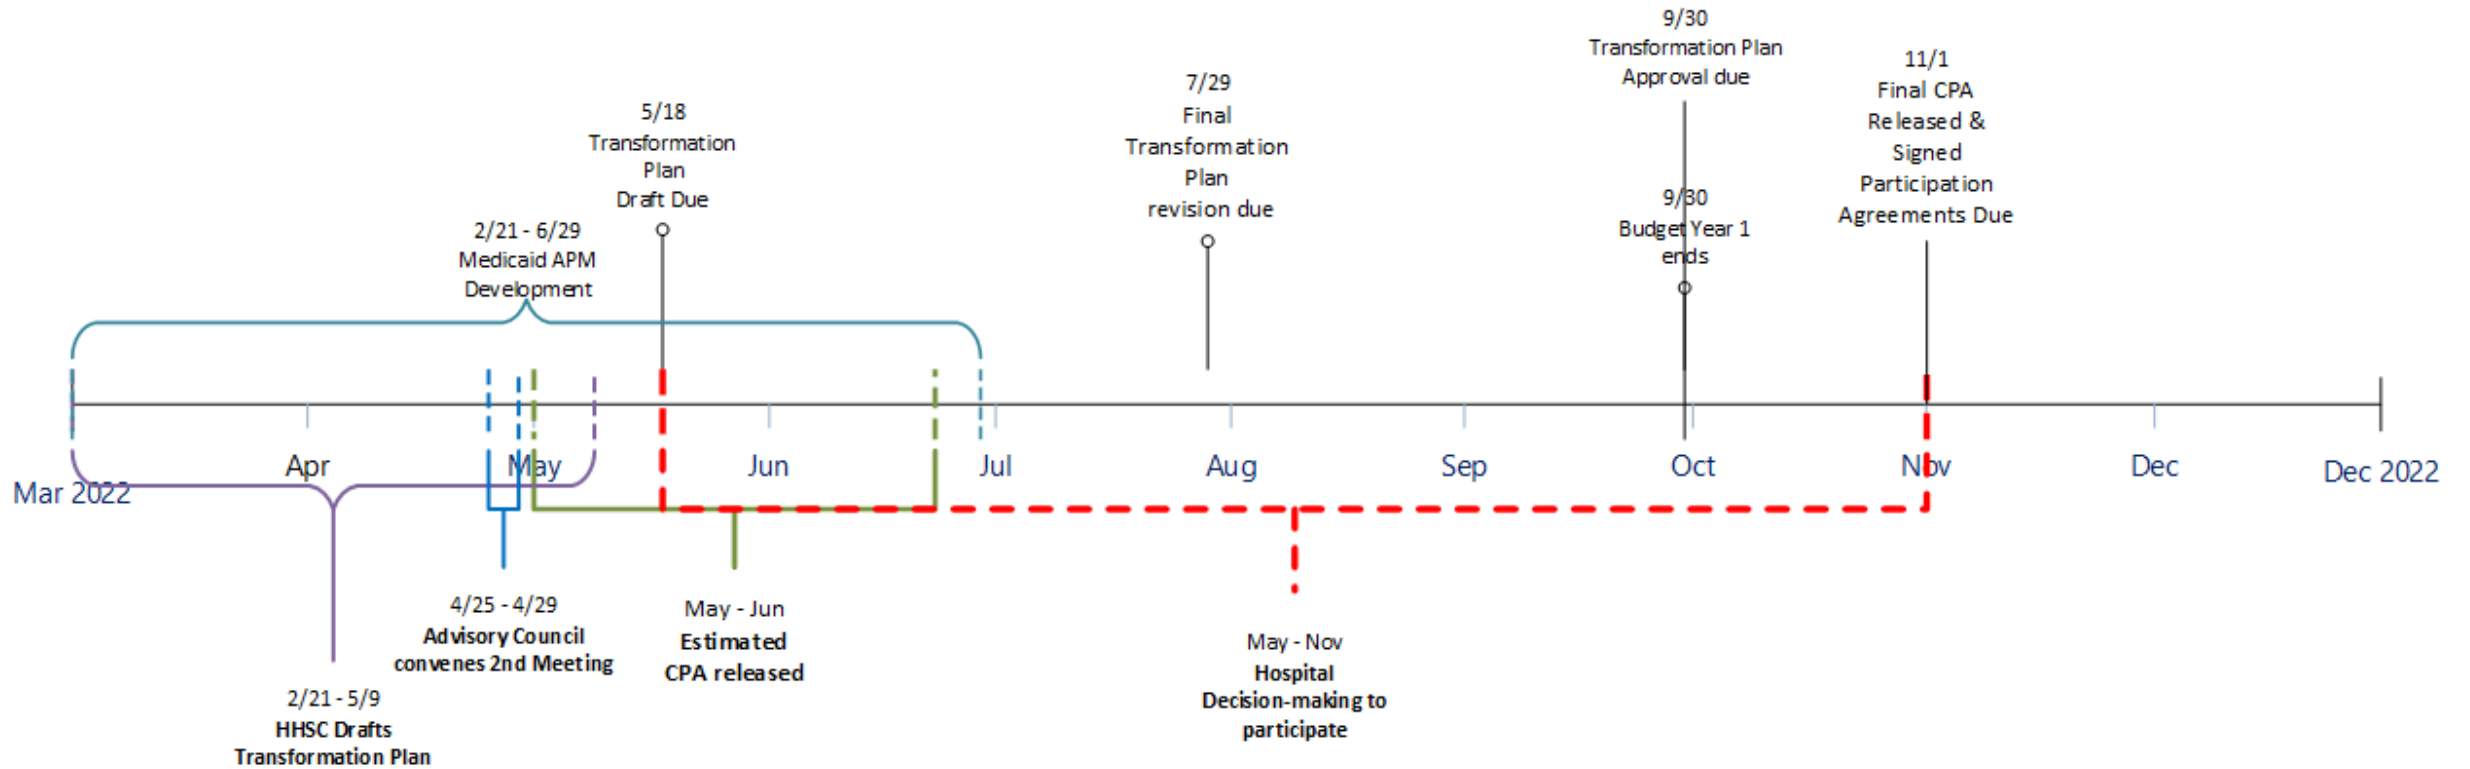 9/30
Transformation Plan
Approval due
11/1
Final CPA
Released &
Signed
Participation
Agreements Due
7/29
Final
Transformation
Plan
revision due
5/18
Transformation
Plan
Draft Due
9/30
Budget Year 1
ends
2/21 - 6/29
Medicaid APM
Development
Mar 2022
Apr
May
Jun
Jul
Aug
Sep
Oct
Nov
Dec
Dec 2022
4/25 - 4/29
Advisory Council
convenes 2nd Meeting
May - Jun
Estimated
CPA released
May - Nov
Hospital
Decision-making to
participate
2/21 - 5/9
HHSC Drafts
Transformation Plan